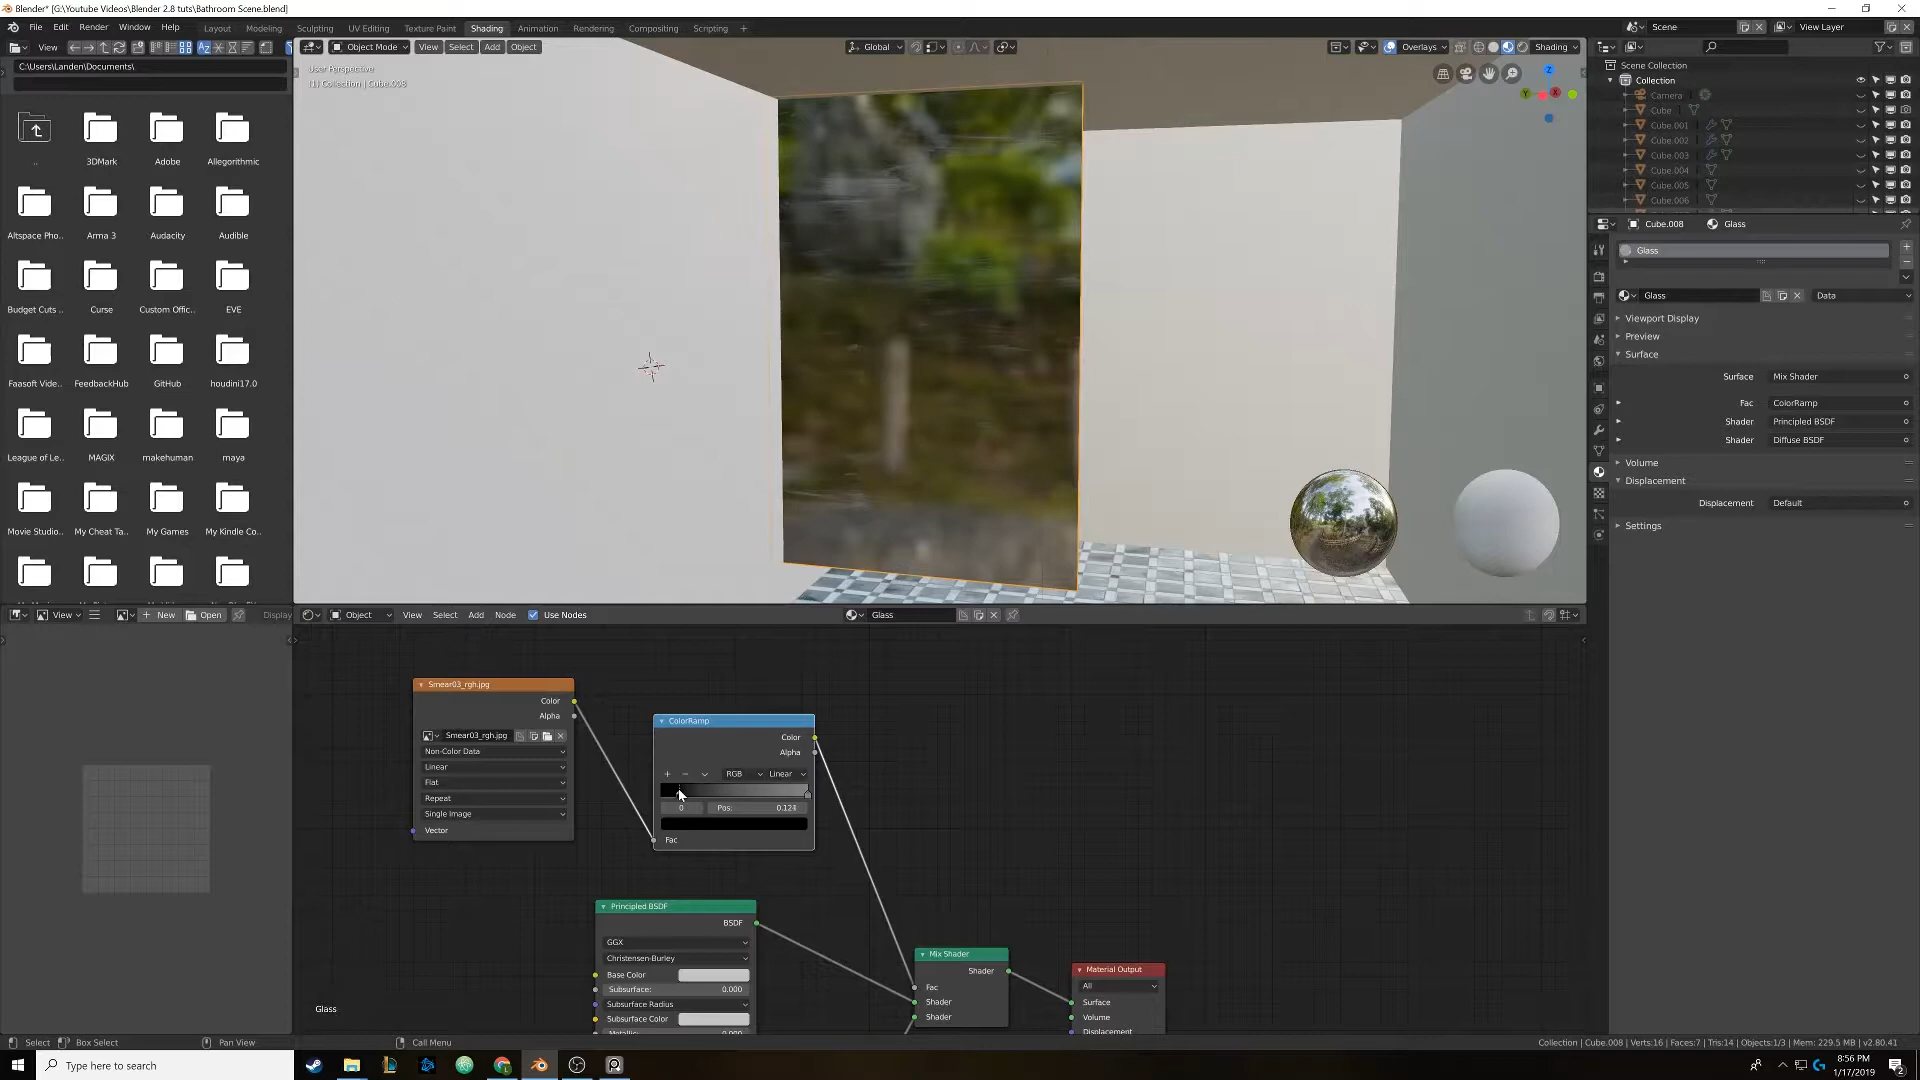 Blender* [G:\Youtube Videos\Blender 2.8 tuts\Bathroom Scene.blend]
File Edit Render Window Help Layout Modeling Sculpting UV Editing Texture Paint Shading Animation Rendering Compositing Scripting + Scene View Layer
Object Mode View Select Add Object Global Overlays Shading
C:\Users\Landen\Documents\
User Perspective
(1) Collection | Cube.008
.. 3DMark Adobe Allegorithmic
Altspace Pho.. Arma 3 Audacity Audible
Budget Cuts .. Curse Custom Offic.. EVE
Faasoft Vide.. FeedbackHub GitHub houdini17.0
League of Le.. MAGIX makehuman maya
Movie Studio.. My Cheat Ta.. My Games My Kindle Co..
Z
Y X
Scene Collection
Collection
Camera
Cube
Cube.001
Cube.002
Cube.003
Cube.004
Cube.005
Cube.006
Cube.008 Glass
Glass
Glass Data
Viewport Display
Preview
Surface
Surface Mix Shader
Fac ColorRamp
Shader Principled BSDF
Shader Diffuse BSDF
Volume
Displacement
Displacement Default
Settings
View New Open Display
Object View Select Add Node Use Nodes Glass
Smear03_rgh.jpg
Color
Alpha
Smear03_rgh.jpg
Non-Color Data
Linear
Flat
Repeat
Single Image
Vector
ColorRamp
Color
Alpha
+ − RGB Linear
0 Pos: 0.124
Fac
Principled BSDF
BSDF
GGX
Christensen-Burley
Base Color
Subsurface: 0.000
Subsurface Radius
Subsurface Color
Metallic: 0.000
Mix Shader
Shader
Fac
Shader
Shader
Material Output
All
Surface
Volume
Displacement
Glass
Select Box Select Pan View Call Menu Collection | Cube.008 | Verts:16 | Faces:7 | Tris:14 | Objects:1/3 | Mem: 229.5 MB | v2.80.41
Type here to search
8:56 PM
1/17/2019
2